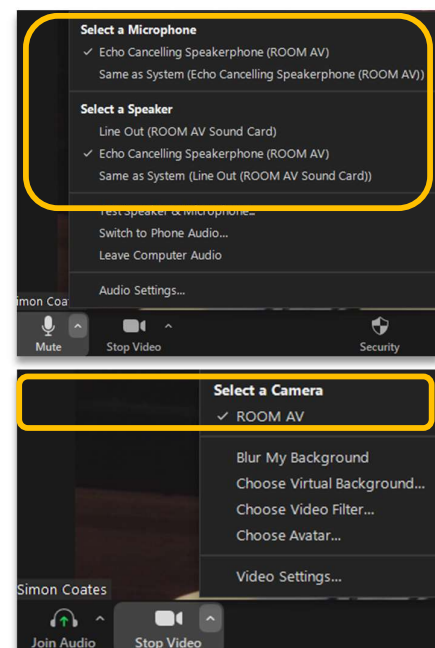 Select a Microphone
✓ Echo Cancelling Speakerphone (ROOM AV)
Same as System (Echo Cancelling Speakerphone (ROOM AV))
Select a Speaker
Line Out (ROOM AV Sound Card)
✓ Echo Cancelling Speakerphone (ROOM AV)
Same as System (Line Out (ROOM AV Sound Card))
Test Speaker & Microphone...
Switch to Phone Audio...
Leave Computer Audio
Audio Settings...
imon Coat
Mute Stop Video Security
Select a Camera
✓ ROOM AV
Blur My Background
Choose Virtual Background...
Choose Video Filter...
Choose Avatar...
Video Settings...
Simon Coates
Join Audio Stop Video